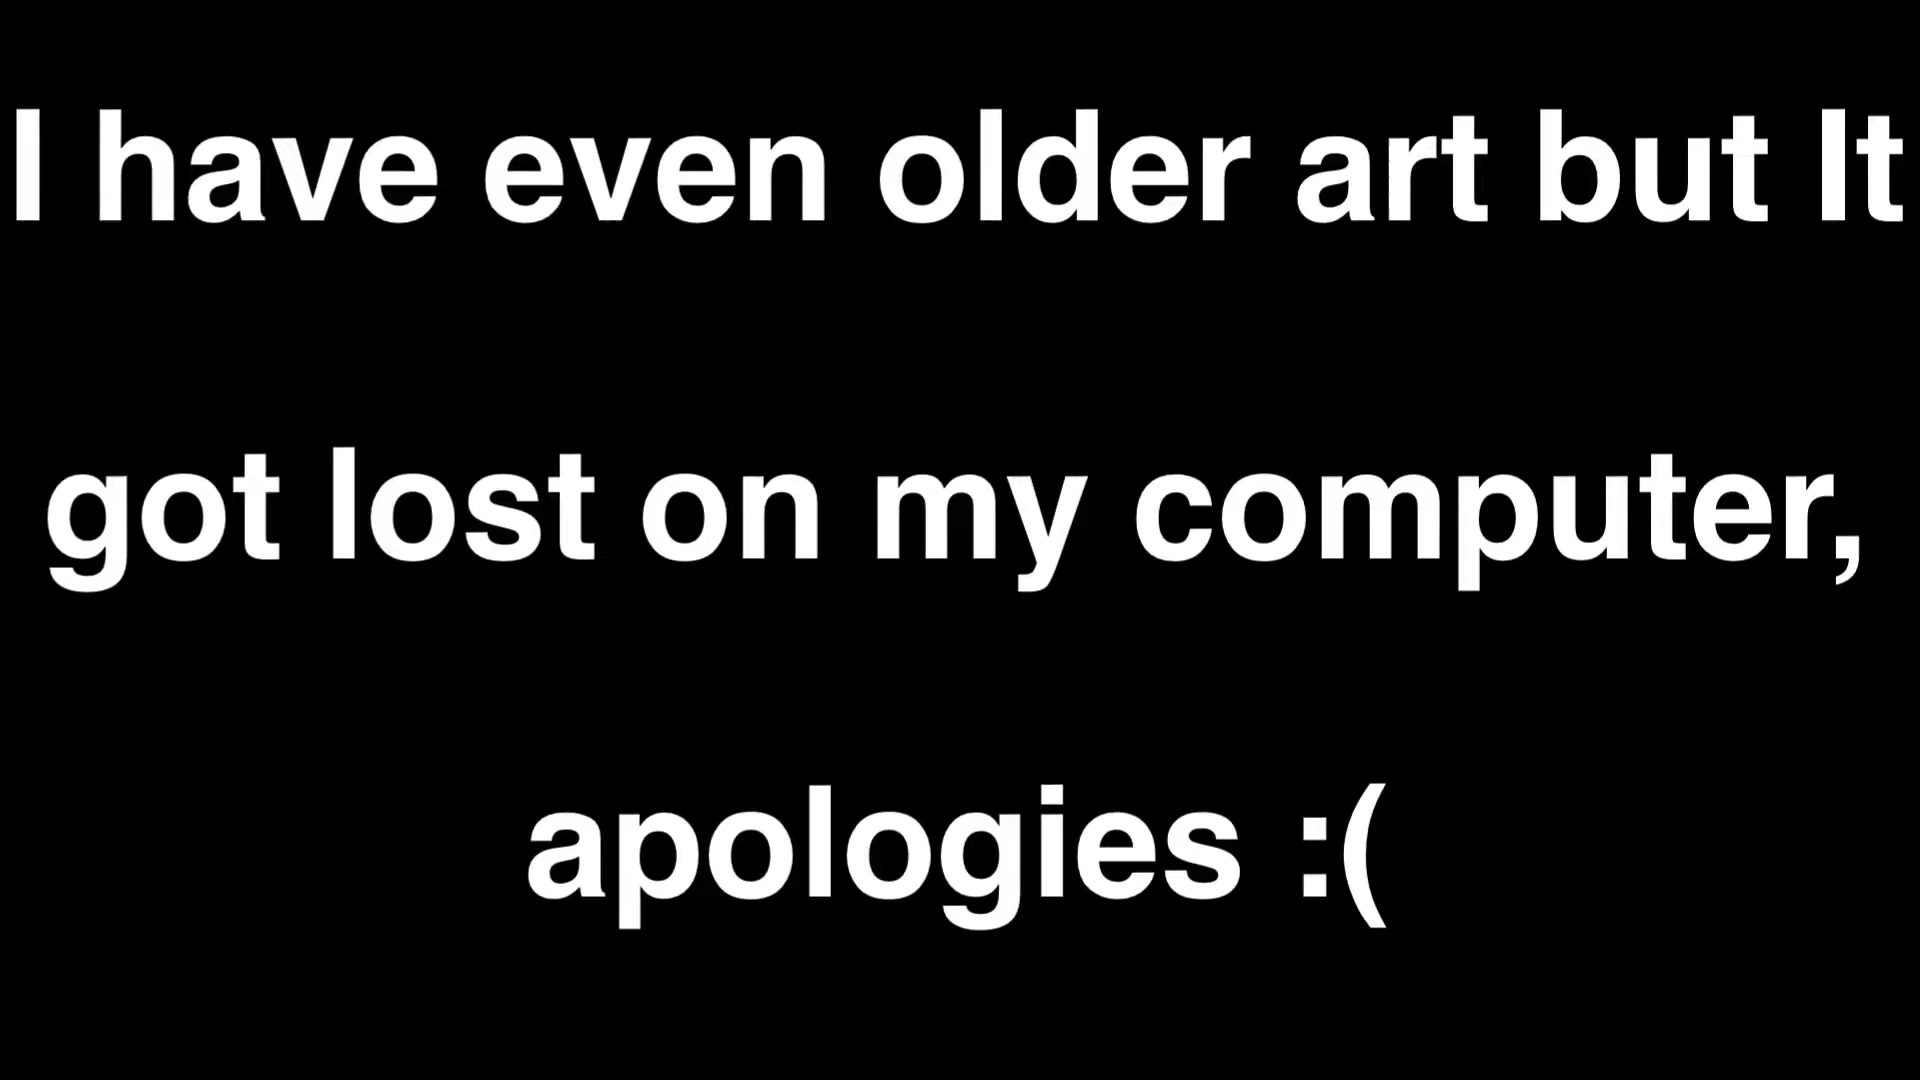 I have even older art but It
got lost on my computer,
apologies :(